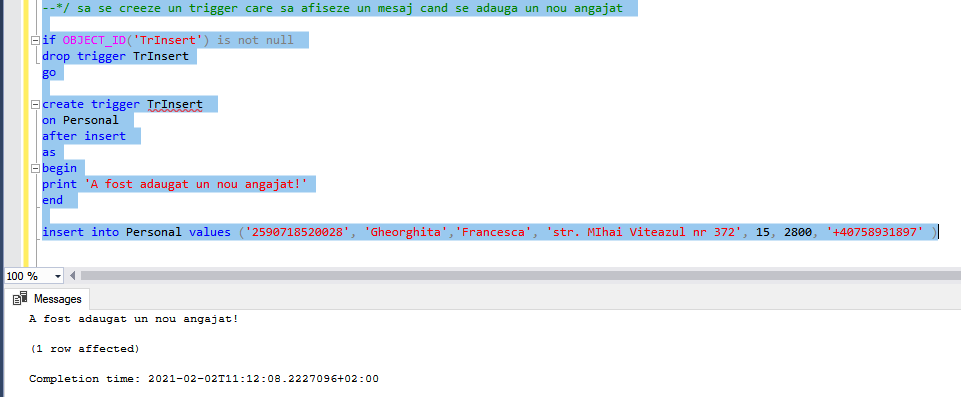 --*/ sa se creeze un trigger care sa afiseze un mesaj cand se adauga un nou angajat
if OBJECT_ID('TrInsert') is not null
drop trigger TrInsert
go
create trigger TrInsert
on Personal
after insert
as
begin
print 'A fost adaugat un nou angajat!'
end
insert into Personal values ('2590718520028', 'Gheorghita','Francesca', 'str. MIhai Viteazul nr 372', 15, 2800, '+40758931897' )
100 %
Messages
A fost adaugat un nou angajat!
(1 row affected)
Completion time: 2021-02-02T11:12:08.2227096+02:00